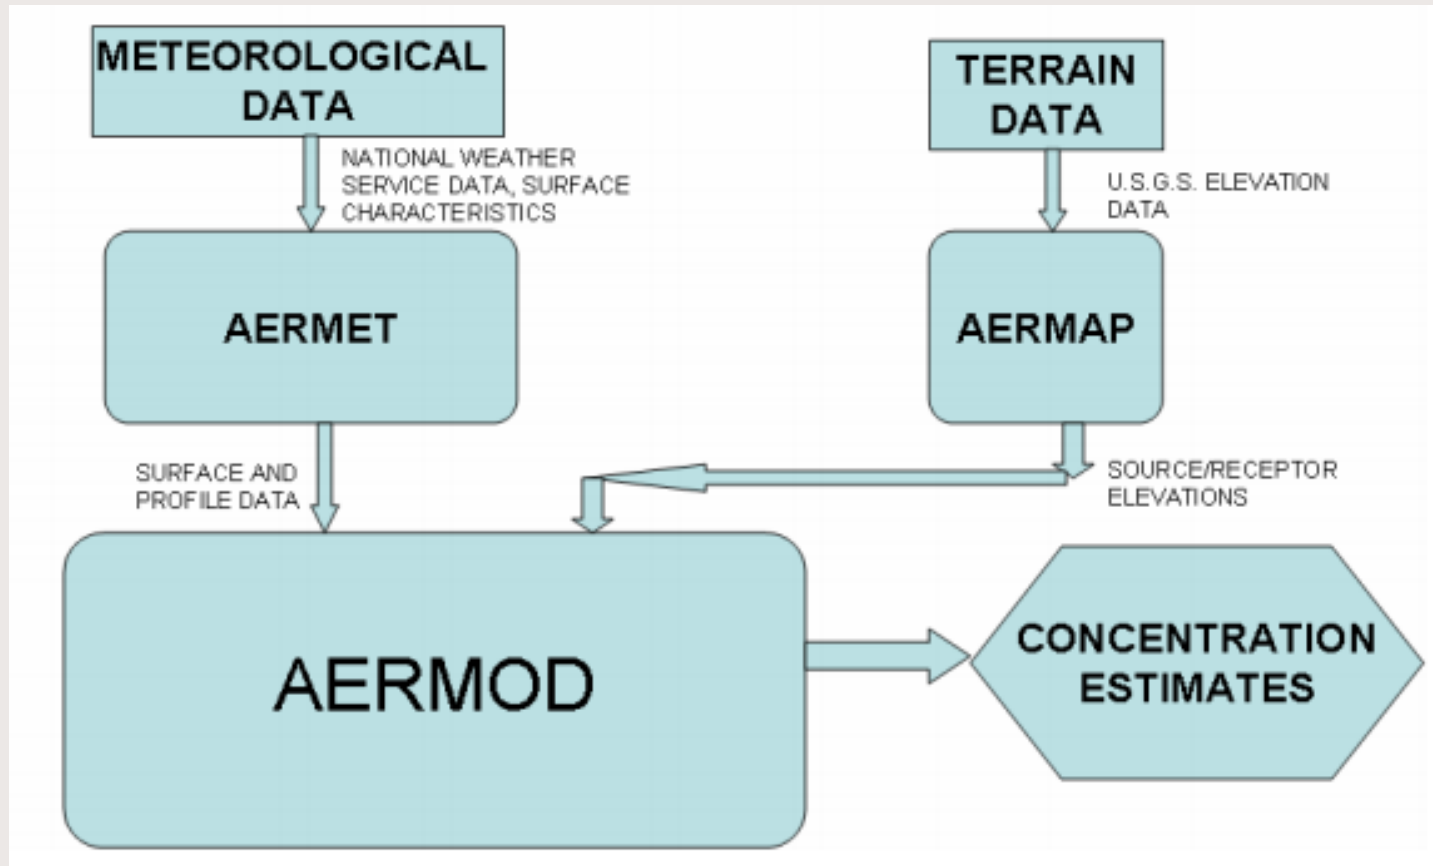 METEOROLOGICAL
DATA
TERRAIN
DATA
NATIONAL WEATHER
SERVICE DATA, SURFACE
CHARACTERISTICS
U.S.G.S. ELEVATION
DATA
AERMET
AERMAP
SURFACE AND
PROFILE DATA
SOURCE/RECEPTOR
ELEVATIONS
AERMOD
CONCENTRATION
ESTIMATES